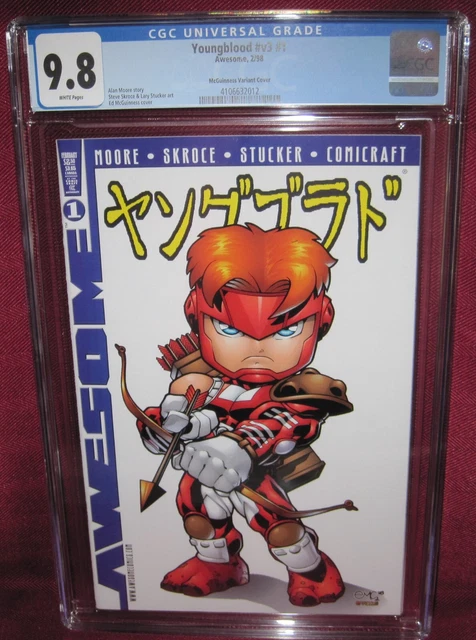 CGC UNIVERSAL GRADE
9.8
WHITE Pages
Youngblood #v3 #1
Awesome, 2/98
McGuinness Variant Cover
Alan Moore story
Steve Skroce & Lary Stucker art
Ed McGuinness cover
4106632012
CGC
MOORE • SKROCE • STUCKER • COMICRAFT
ヤングブラド
1
AWESOME